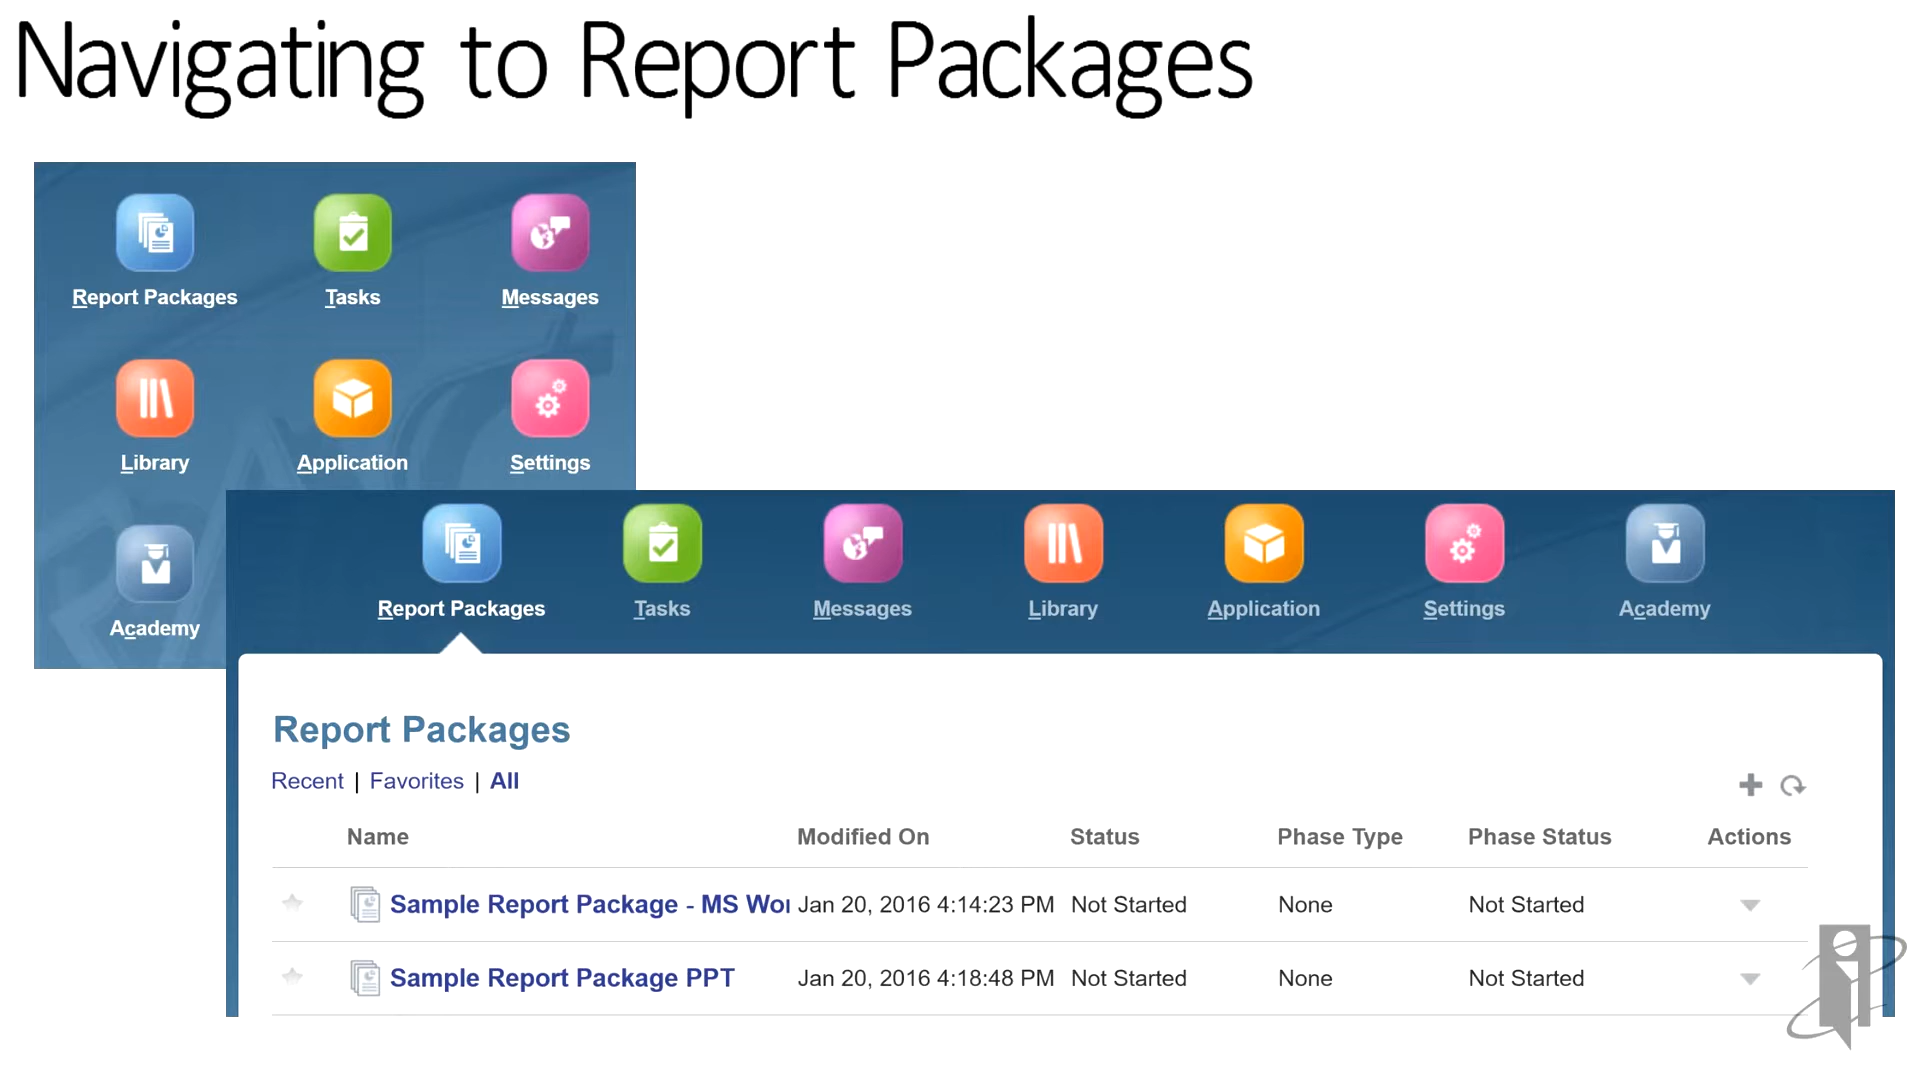 Navigating to Report Packages
Report Packages Tasks Messages
Library Application Settings
Academy
Report Packages Tasks Messages Library Application Settings Academy
Report Packages
Recent | Favorites | All
Name Modified On Status Phase Type Phase Status Actions
Sample Report Package - MS Wor Jan 20, 2016 4:14:23 PM Not Started None Not Started
Sample Report Package PPT Jan 20, 2016 4:18:48 PM Not Started None Not Started